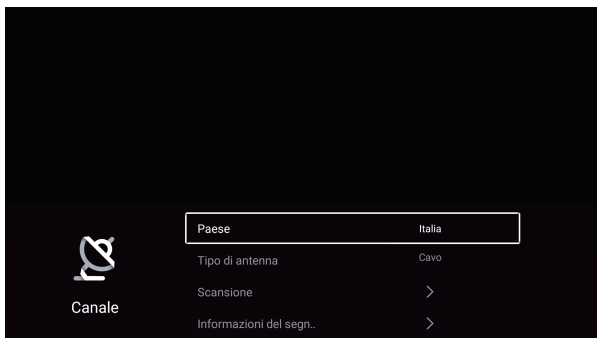 Paese Italia
Tipo di antenna Cavo
Scansione
Informazioni del segn..
Canale